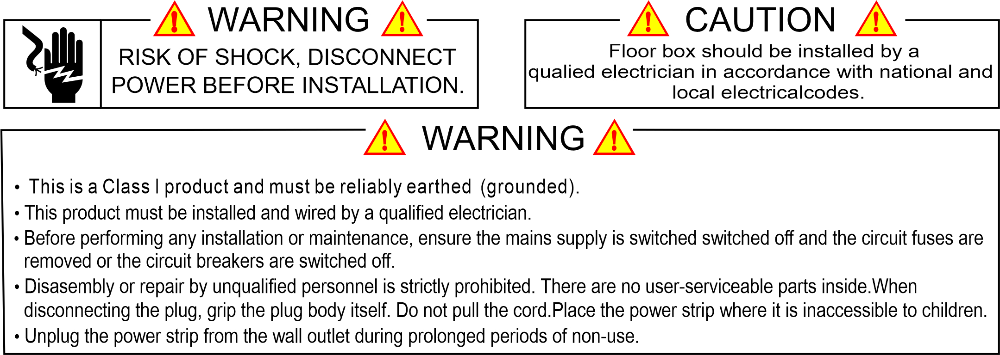 WARNING
RISK OF SHOCK, DISCONNECT
POWER BEFORE INSTALLATION.
CAUTION
Floor box should be installed by a
qualied electrician in accordance with national and
local electricalcodes.
WARNING
• This is a Class I product and must be reliably earthed (grounded).
• This product must be installed and wired by a qualified electrician.
• Before performing any installation or maintenance, ensure the mains supply is switched switched off and the circuit fuses are
removed or the circuit breakers are switched off.
• Disasembly or repair by unqualified personnel is strictly prohibited. There are no user-serviceable parts inside.When
disconnecting the plug, grip the plug body itself. Do not pull the cord.Place the power strip where it is inaccessible to children.
• Unplug the power strip from the wall outlet during prolonged periods of non-use.